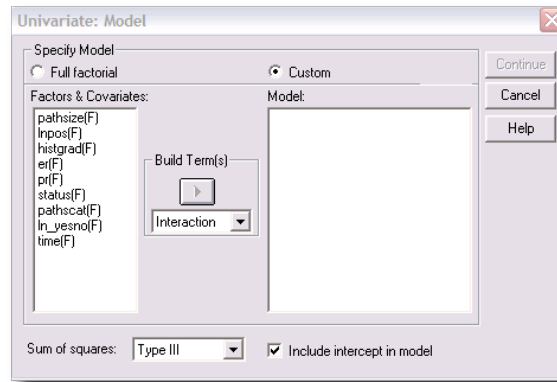 Univariate: Model
Specify Model
Full factorial
Custom
Continue
Cancel
Help
Factors & Covariates:
Model:
pathsize(F)
lnpos(F)
histgrad(F)
er(F)
pr(F)
status(F)
pathscat(F)
ln_yesno(F)
time(F)
Build Term(s)
Interaction
Sum of squares:
Type III
Include intercept in model